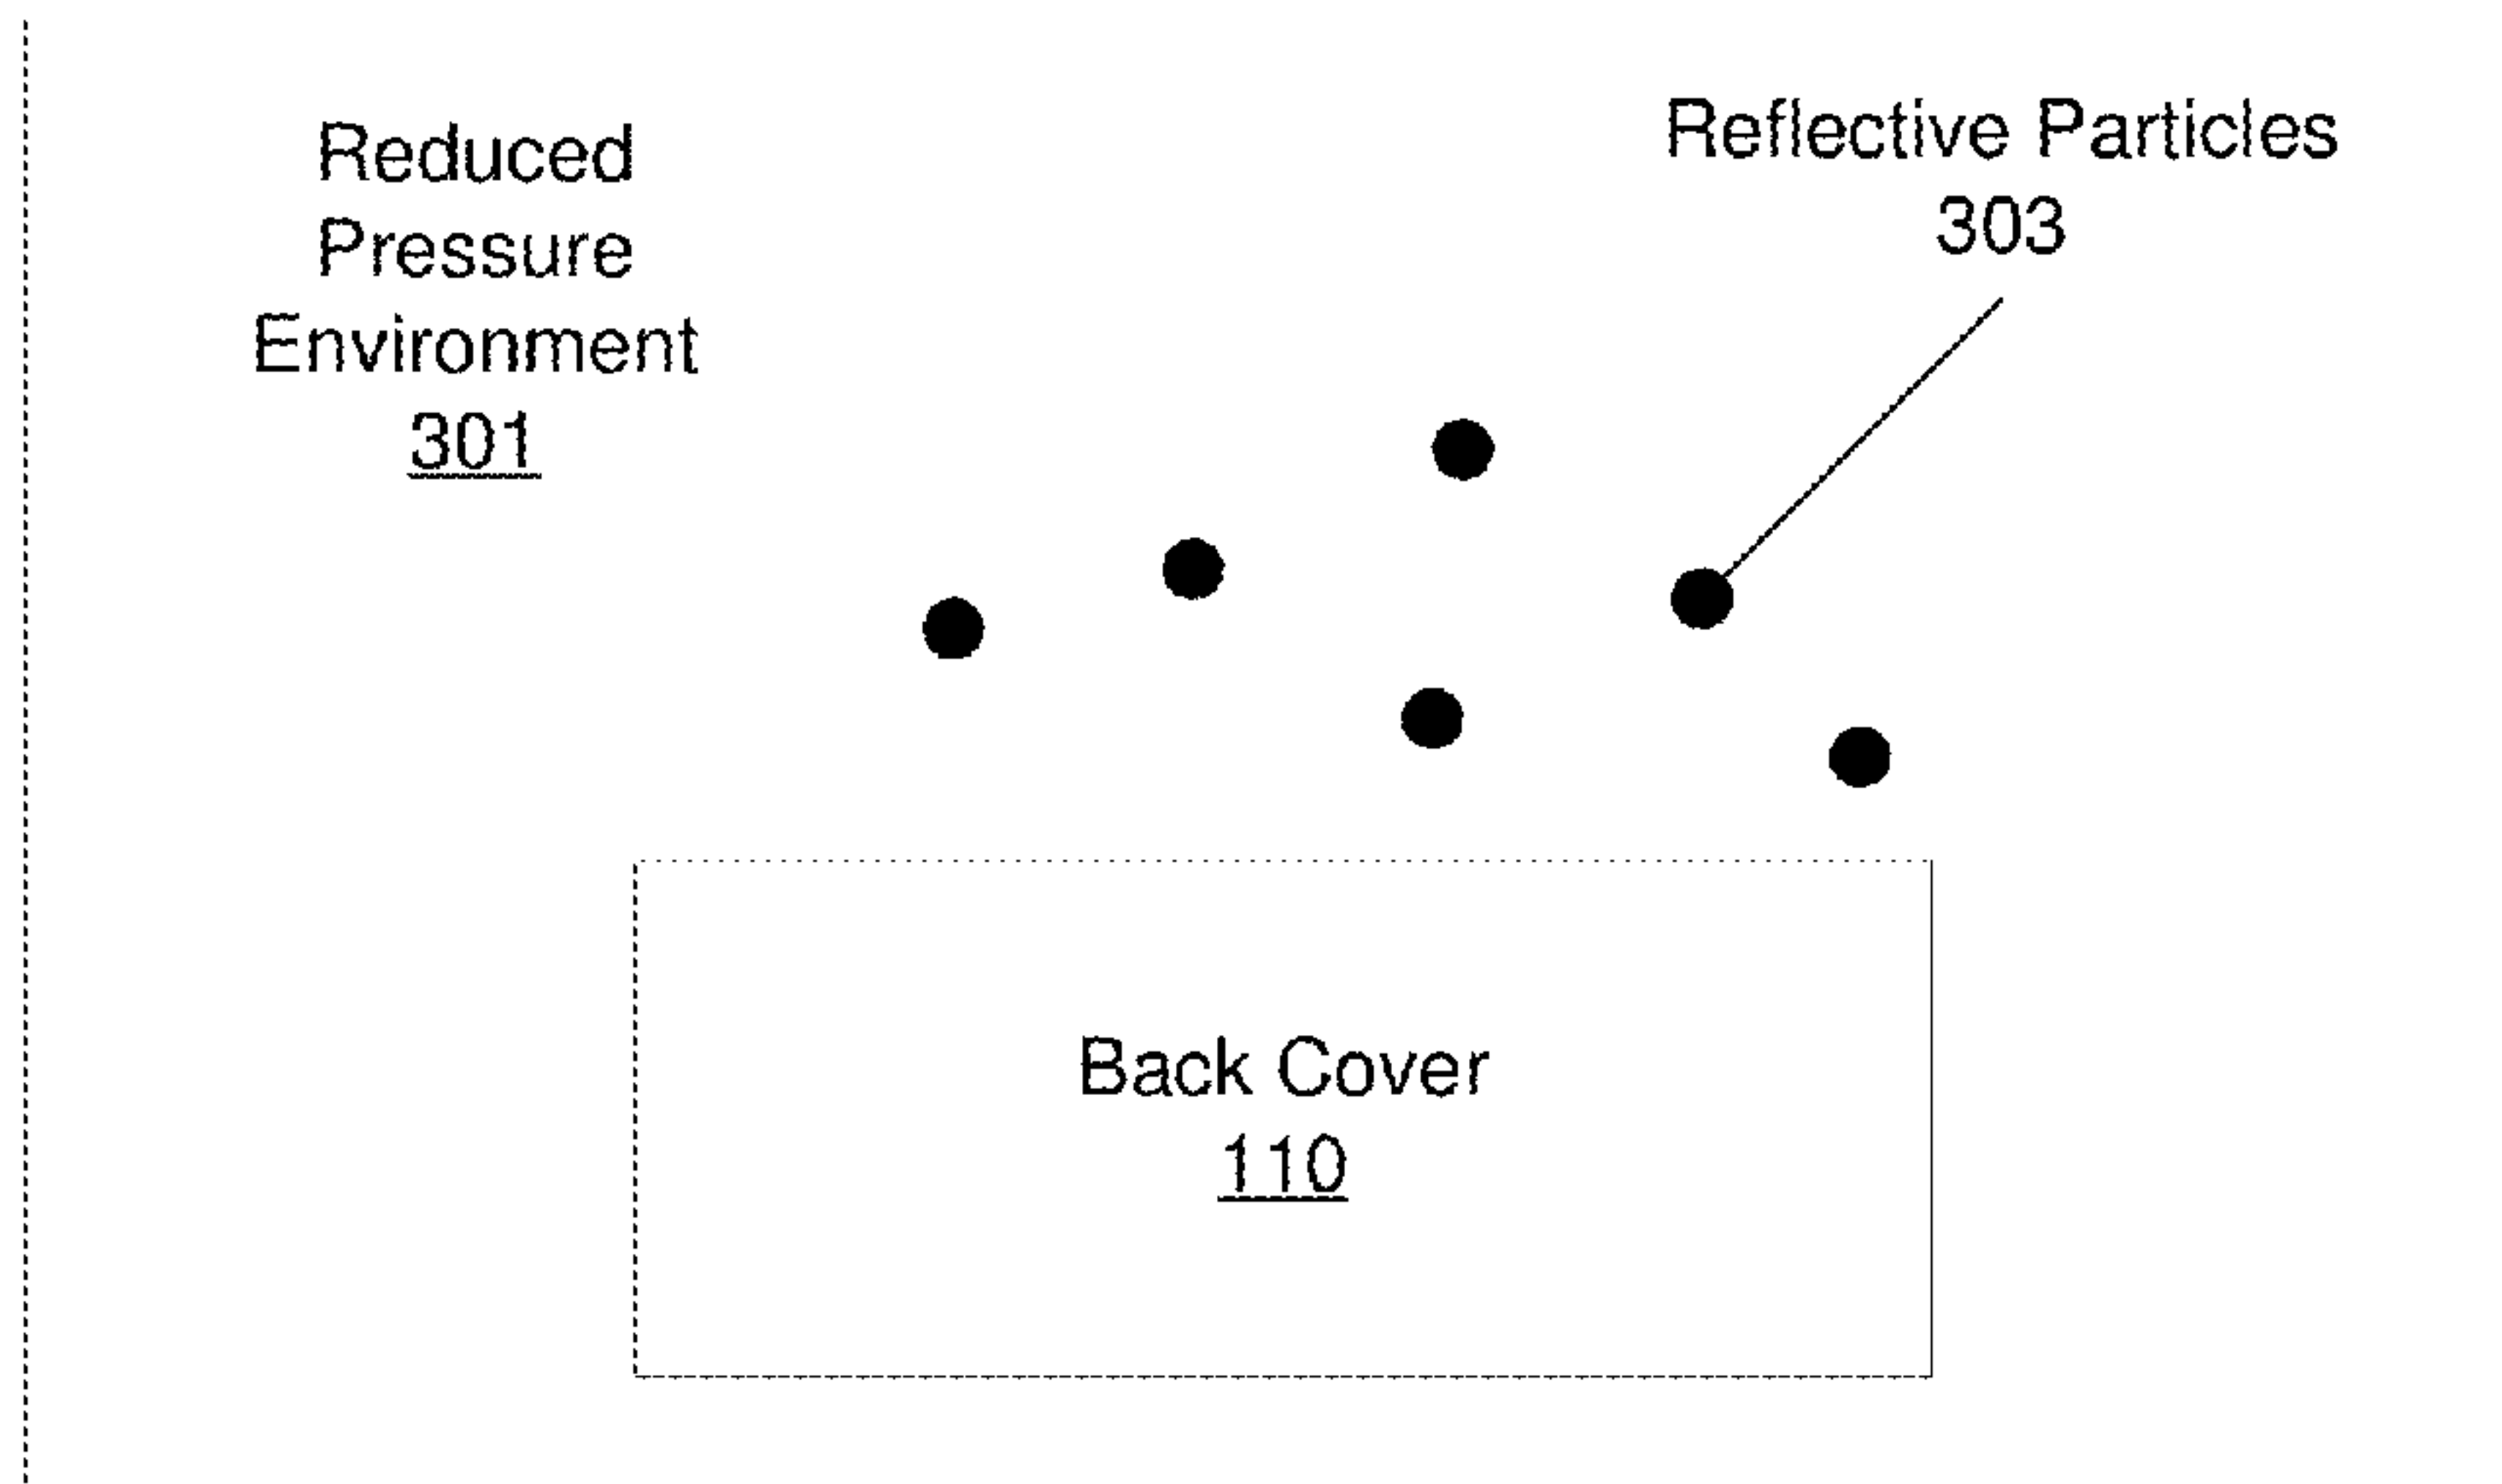 Reduced
Pressure
Environment
301
Reflective Particles
303
Back Cover
110